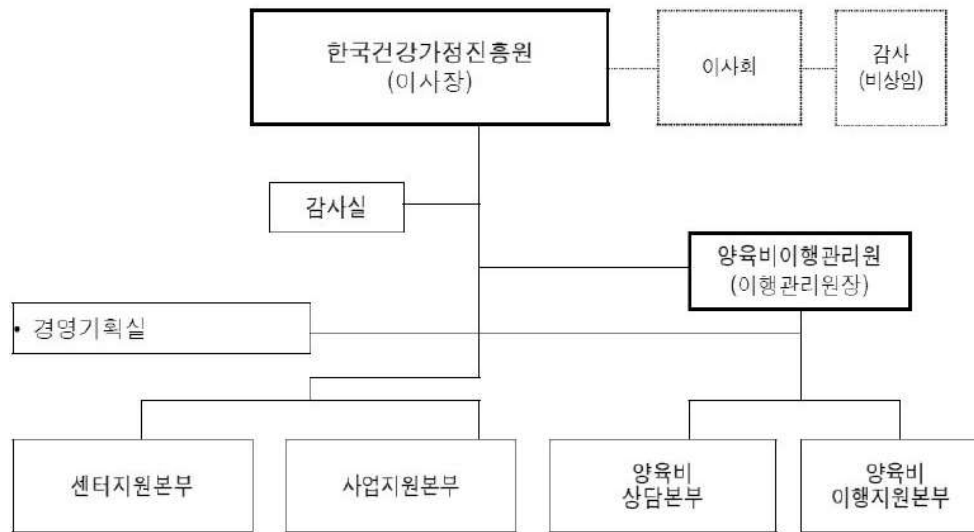 한국건강가정진흥원
(이사장)
이사회
감사
(비상임)
감사실
양육비이행관리원
(이행관리원장)
• 경영기획실
센터지원본부
사업지원본부
양육비
상담본부
양육비
이행지원본부